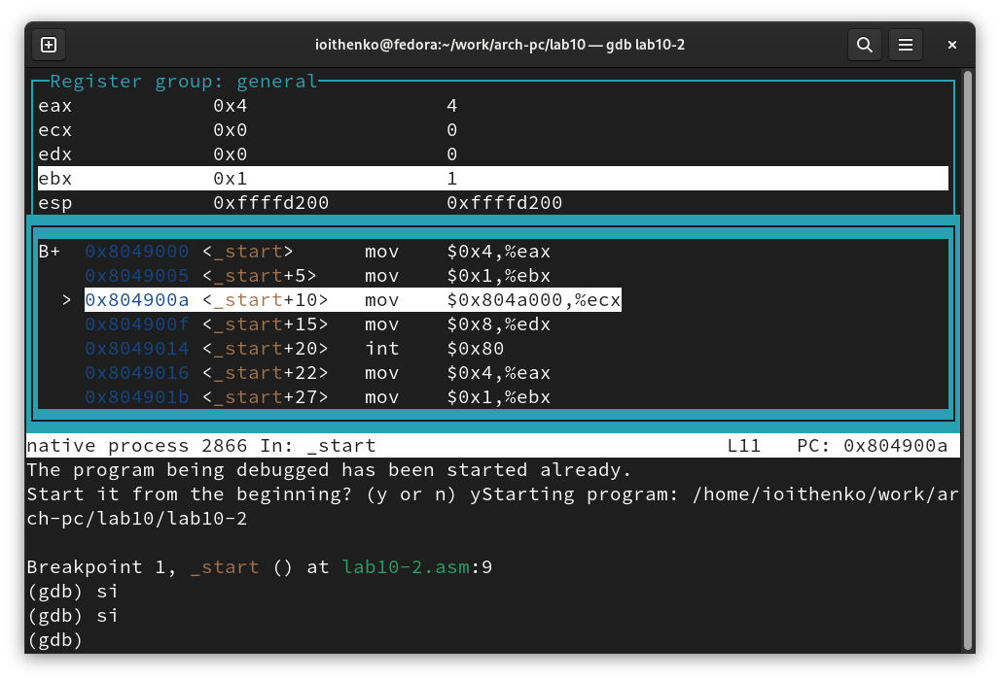 ioithenko@fedora:~/work/arch-pc/lab10 — gdb lab10-2
Register group: general
eax 0x4 4
ecx 0x0 0
edx 0x0 0
ebx 0x1 1
esp 0xffffd200 0xffffd200
B+ 0x8049000 <_start> mov $0x4,%eax
0x8049005 <_start+5> mov $0x1,%ebx
> 0x804900a <_start+10> mov $0x804a000,%ecx
0x804900f <_start+15> mov $0x8,%edx
0x8049014 <_start+20> int $0x80
0x8049016 <_start+22> mov $0x4,%eax
0x804901b <_start+27> mov $0x1,%ebx
native process 2866 In: _start L11 PC: 0x804900a
The program being debugged has been started already.
Start it from the beginning? (y or n) yStarting program: /home/ioithenko/work/ar
ch-pc/lab10/lab10-2
Breakpoint 1, _start () at lab10-2.asm:9
(gdb) si
(gdb) si
(gdb)